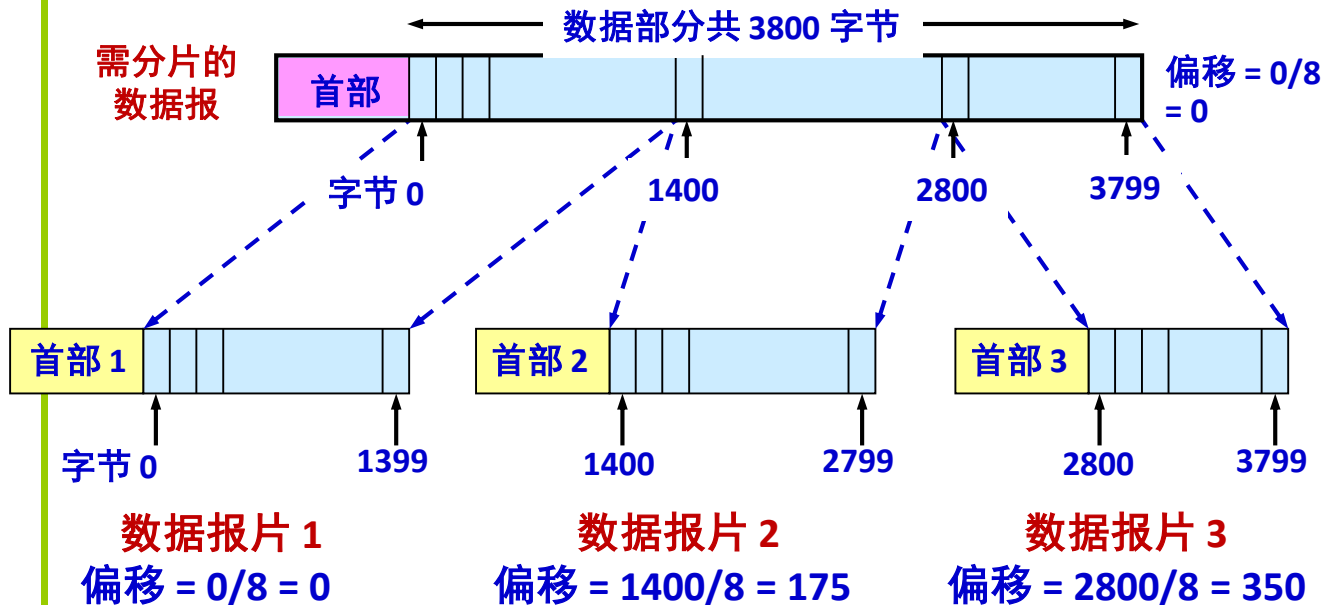 数据部分共 3800 字节
需分片的
数据报
首部
偏移 = 0/8
= 0
字节 0
1400
2800
3799
首部 1
首部 2
首部 3
字节 0
1399
1400
2799
2800
3799
数据报片 1
数据报片 2
数据报片 3
偏移 = 0/8 = 0
偏移 = 1400/8 = 175
偏移 = 2800/8 = 350